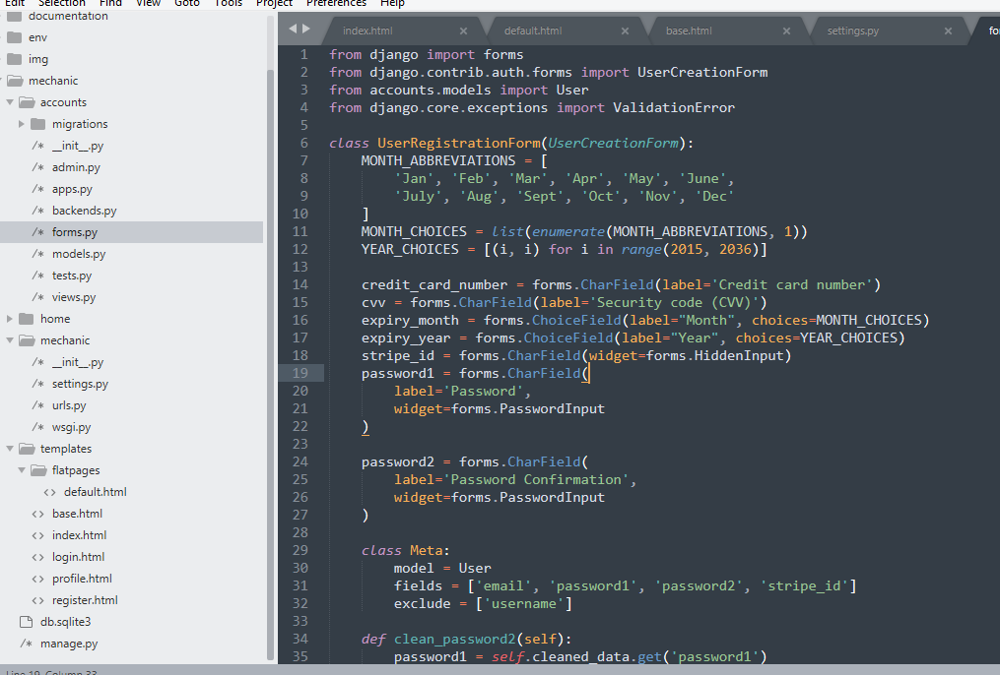 Edit Selection Find View Goto Tools Project Preferences Help
documentation
env
img
mechanic
accounts
migrations
/* __init__.py
/* admin.py
/* apps.py
/* backends.py
/* forms.py
/* models.py
/* tests.py
/* views.py
home
mechanic
/* __init__.py
/* settings.py
/* urls.py
/* wsgi.py
templates
flatpages
<> default.html
<> base.html
<> index.html
<> login.html
<> profile.html
<> register.html
db.sqlite3
/* manage.py
index.html × default.html × base.html × settings.py × for
1 from django import forms
2 from django.contrib.auth.forms import UserCreationForm
3 from accounts.models import User
4 from django.core.exceptions import ValidationError
5
6 class UserRegistrationForm(UserCreationForm):
7     MONTH_ABBREVIATIONS = [
8         'Jan', 'Feb', 'Mar', 'Apr', 'May', 'June',
9         'July', 'Aug', 'Sept', 'Oct', 'Nov', 'Dec'
10     ]
11     MONTH_CHOICES = list(enumerate(MONTH_ABBREVIATIONS, 1))
12     YEAR_CHOICES = [(i, i) for i in range(2015, 2036)]
13
14     credit_card_number = forms.CharField(label='Credit card number')
15     cvv = forms.CharField(label='Security code (CVV)')
16     expiry_month = forms.ChoiceField(label="Month", choices=MONTH_CHOICES)
17     expiry_year = forms.ChoiceField(label="Year", choices=YEAR_CHOICES)
18     stripe_id = forms.CharField(widget=forms.HiddenInput)
19     password1 = forms.CharField(
20         label='Password',
21         widget=forms.PasswordInput
22     )
23
24     password2 = forms.CharField(
25         label='Password Confirmation',
26         widget=forms.PasswordInput
27     )
28
29     class Meta:
30         model = User
31         fields = ['email', 'password1', 'password2', 'stripe_id']
32         exclude = ['username']
33
34     def clean_password2(self):
35         password1 = self.cleaned_data.get('password1')
Line 19, Column 33